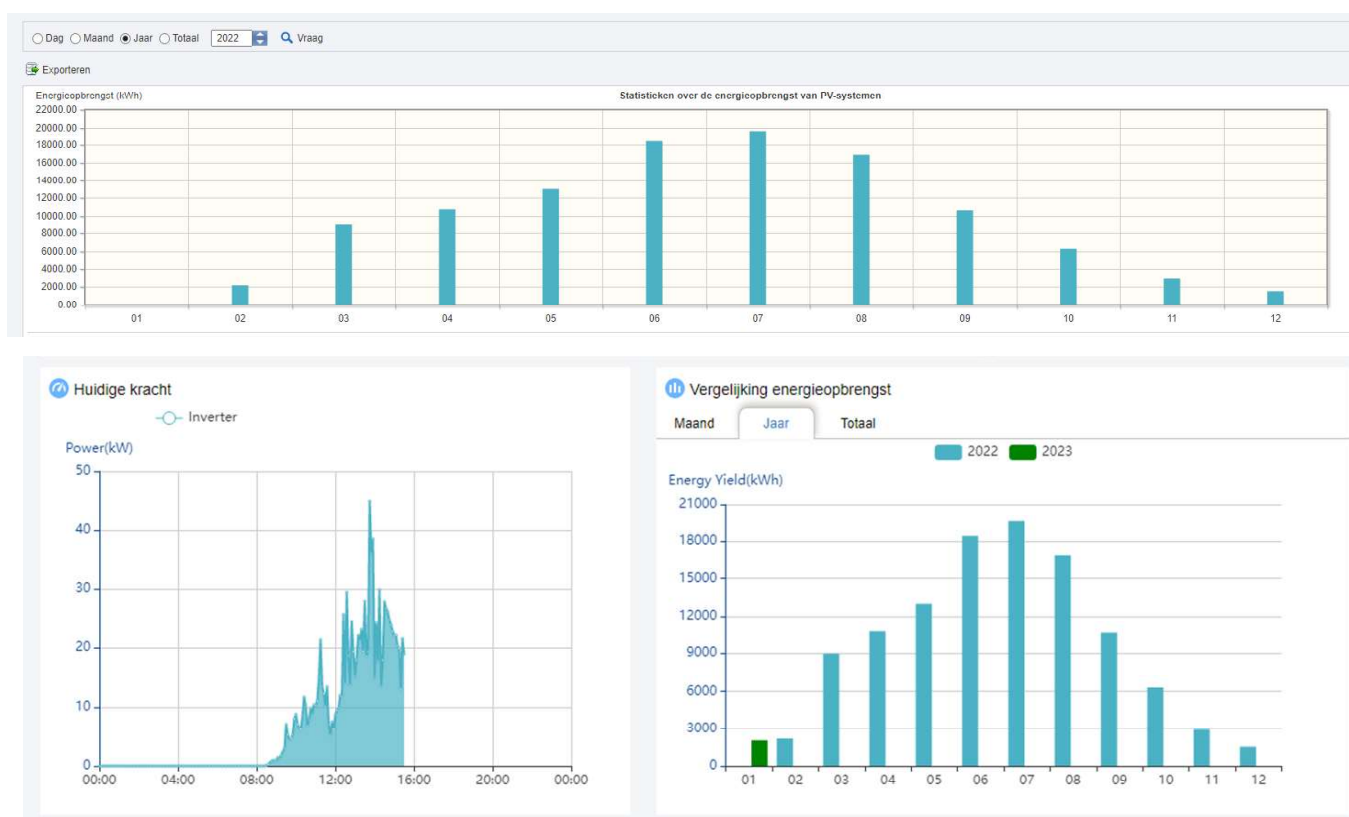 Dag Maand Jaar Totaal 2022 Vraag
Exporteren
Energieopbrengst (kWh) Statistieken over de energieopbrengst van PV-systemen
22000.00
20000.00
18000.00
16000.00
14000.00
12000.00
10000.00
8000.00
6000.00
4000.00
2000.00
0.00
01 02 03 04 05 06 07 08 09 10 11 12
Huidige kracht
Inverter
Power(kW)
50
40
30
20
10
0
00:00 04:00 08:00 12:00 16:00 20:00 00:00
Vergelijking energieopbrengst
Maand Jaar Totaal
2022 2023
Energy Yield(kWh)
21000
18000
15000
12000
9000
6000
3000
0
01 02 03 04 05 06 07 08 09 10 11 12